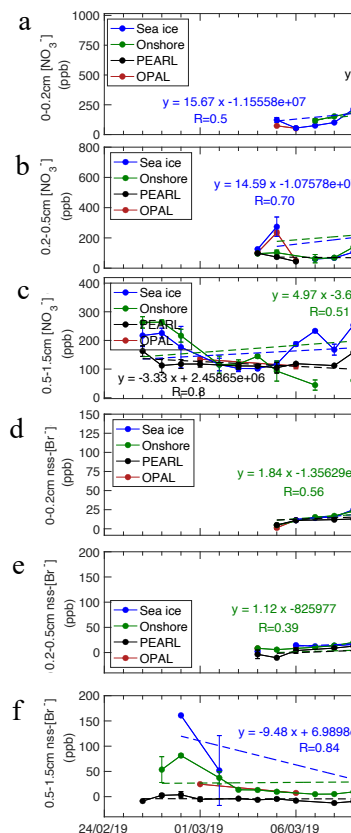 a
0-0.2cm [NO3-]
(ppb)
1000
750
500
250
0
Sea ice
Onshore
PEARL
OPAL
y
y = 15.67 x -1.15558e+07
R=0.5
b
0.2-0.5cm [NO3-]
(ppb)
800
600
400
200
0
Sea ice
Onshore
PEARL
OPAL
y = 14.59 x -1.07578e+0
R=0.70
c
0.5-1.5cm [NO3-]
(ppb)
400
300
200
100
0
Sea ice
Onshore
PEARL
OPAL
y = 4.97 x -3.6
R=0.51
y = -3.33 x + 2.45865e+06
R=0.8
d
0-0.2cm nss-[Br-]
(ppb)
150
125
100
75
50
25
0
Sea ice
Onshore
PEARL
OPAL
y = 1.84 x -1.35629e
R=0.56
e
0.2-0.5cm nss-[Br-]
(ppb)
200
150
100
50
0
Sea ice
Onshore
PEARL
y = 1.12 x -825977
R=0.39
f
0.5-1.5cm nss-[Br-]
(ppb)
200
150
100
50
0
-50
Sea ice
Onshore
PEARL
OPAL
y = -9.48 x + 6.9898
R=0.84
24/02/19
01/03/19
06/03/19